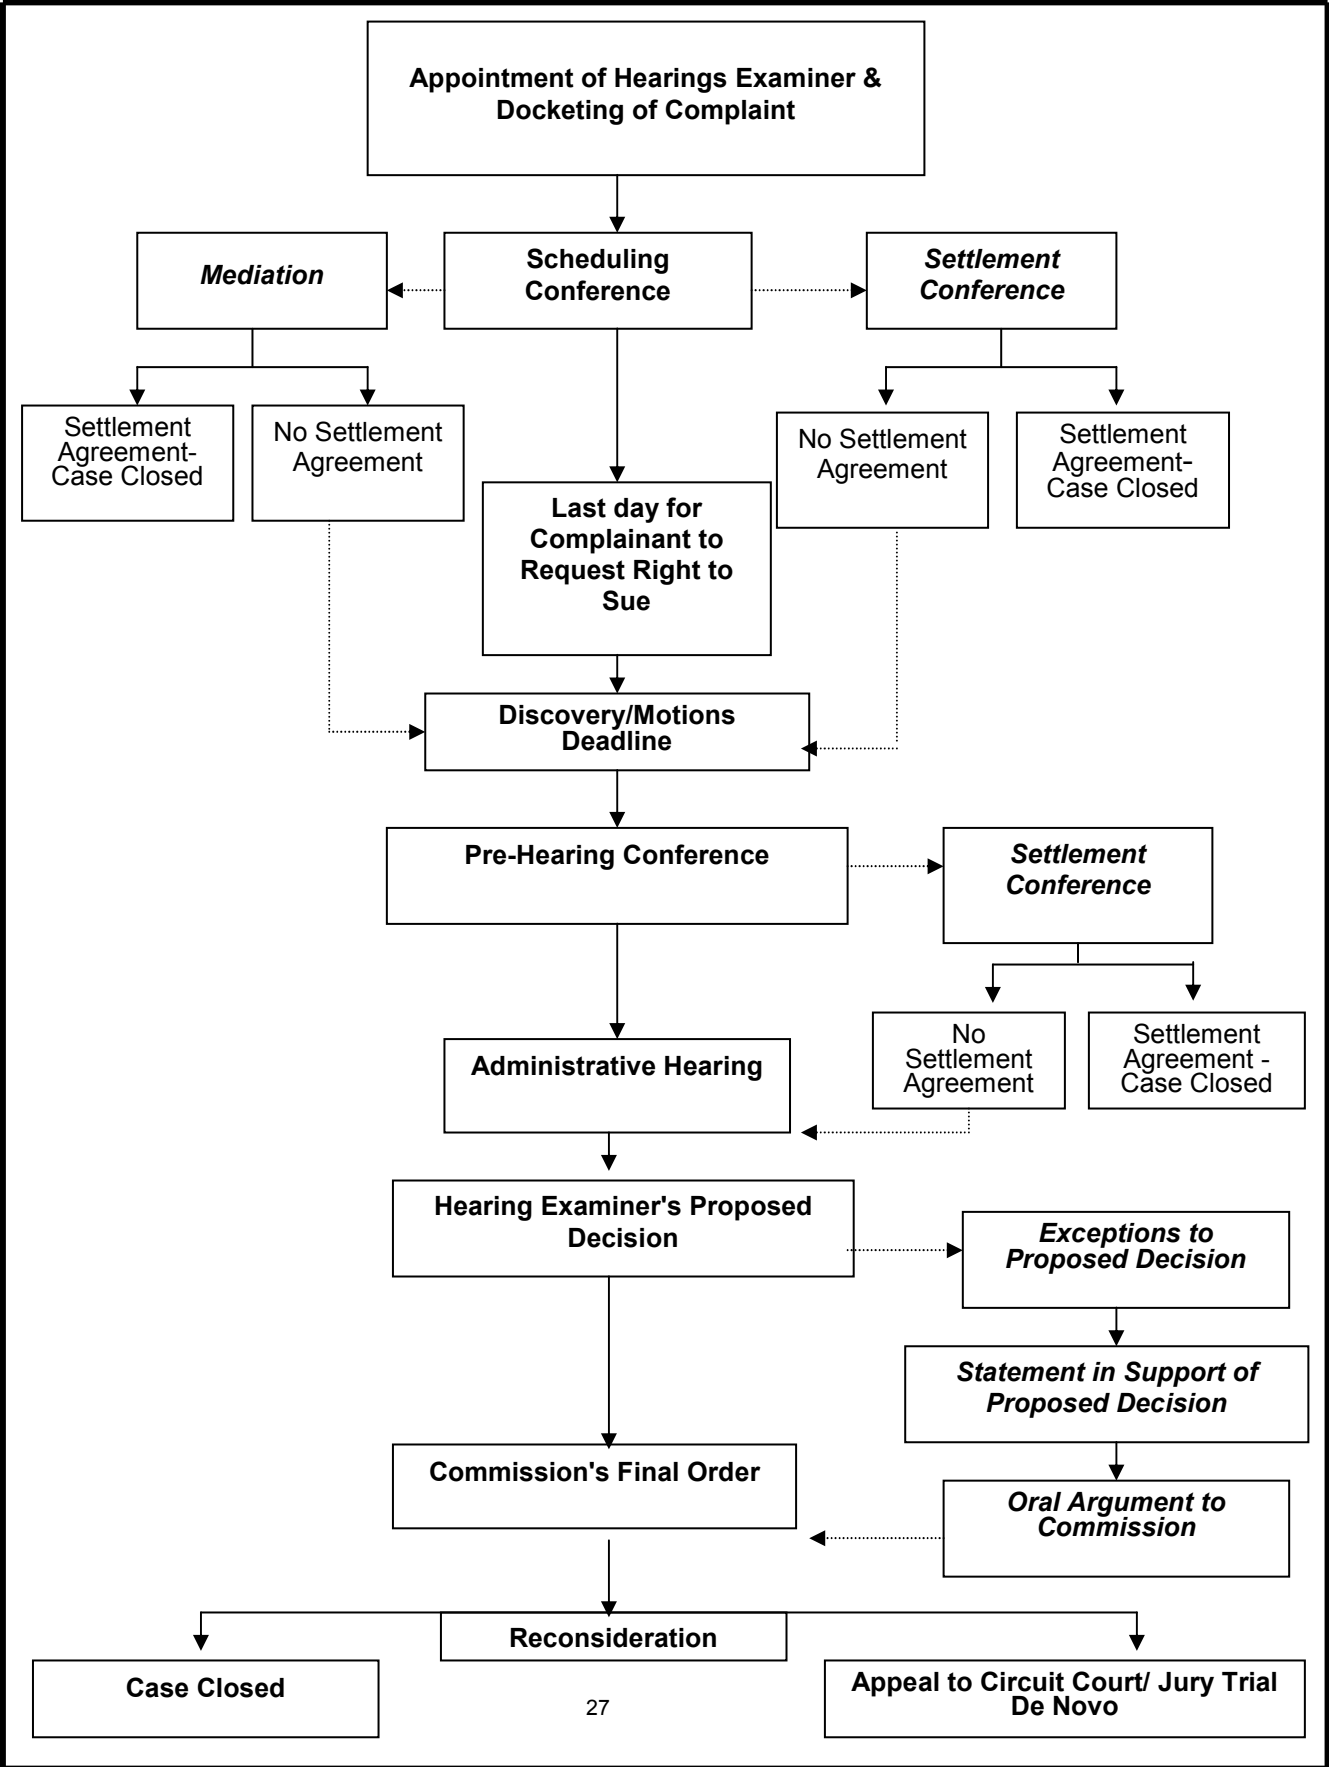 Appointment of Hearings Examiner &
Docketing of Complaint
Mediation
Scheduling
Conference
Settlement
Conference
Settlement
Agreement-
Case Closed
No Settlement
Agreement
No Settlement
Agreement
Settlement
Agreement-
Case Closed
Last day for
Complainant to
Request Right to
Sue
Discovery/Motions
Deadline
Pre-Hearing Conference
Settlement
Conference
No
Settlement
Agreement
Settlement
Agreement -
Case Closed
Administrative Hearing
Hearing Examiner's Proposed
Decision
Exceptions to
Proposed Decision
Statement in Support of
Proposed Decision
Commission's Final Order
Oral Argument to
Commission
Reconsideration
Case Closed
Appeal to Circuit Court/ Jury Trial
De Novo
27